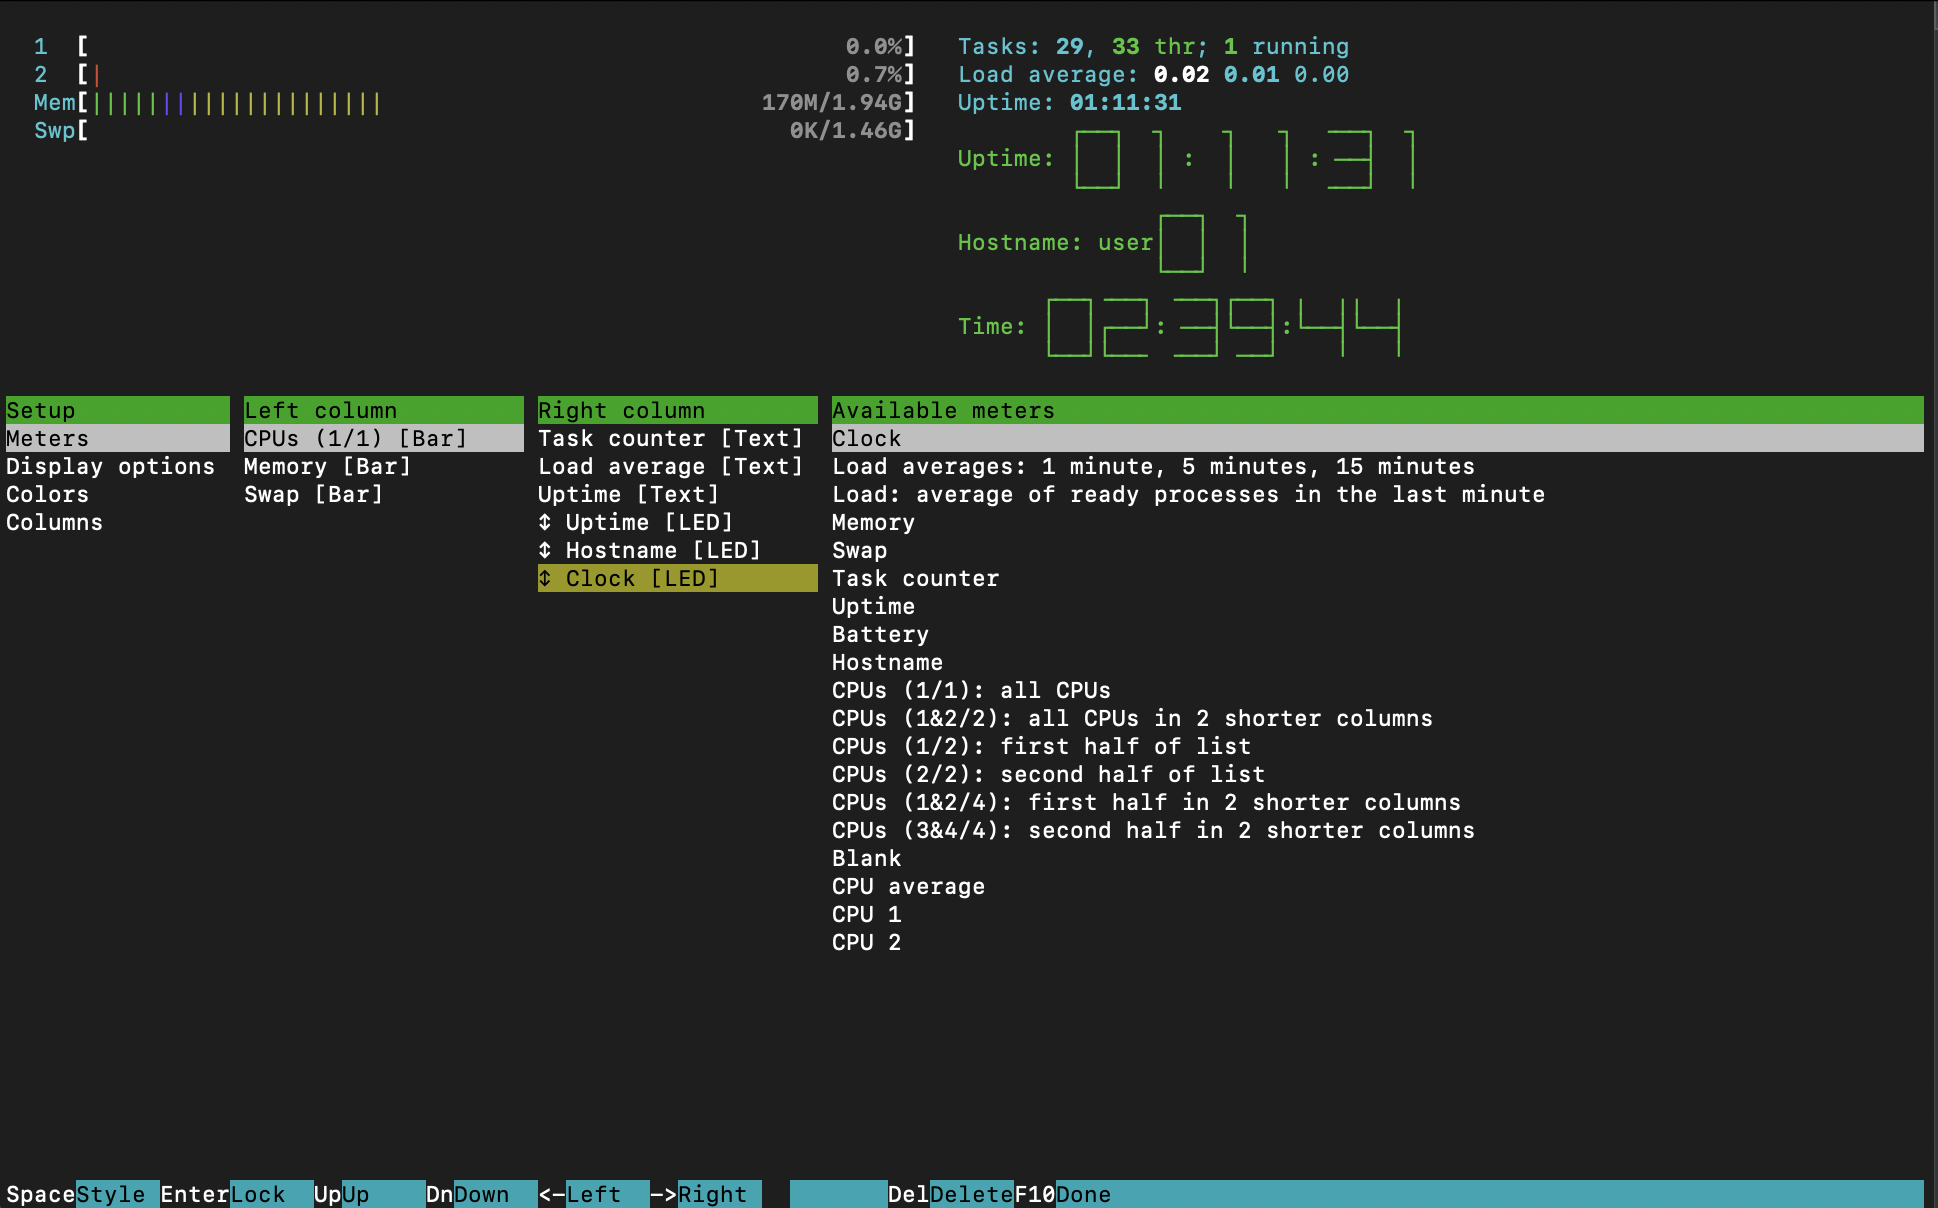 1 [ 0.0%] Tasks: 29, 33 thr; 1 running
2 [| 0.7%] Load average: 0.02 0.01 0.00
Mem[||||||||||||||||||||| 170M/1.94G] Uptime: 01:11:31
Swp[ 0K/1.46G]
Uptime: 01:11:31
Hostname: user01
Time: 02:39:44
Setup Left column Right column Available meters
Meters CPUs (1/1) [Bar] Task counter [Text] Clock
Display options Memory [Bar] Load average [Text] Load averages: 1 minute, 5 minutes, 15 minutes
Colors Swap [Bar] Uptime [Text] Load: average of ready processes in the last minute
Columns ↕ Uptime [LED] Memory
↕ Hostname [LED] Swap
↕ Clock [LED] Task counter
Uptime
Battery
Hostname
CPUs (1/1): all CPUs
CPUs (1&2/2): all CPUs in 2 shorter columns
CPUs (1/2): first half of list
CPUs (2/2): second half of list
CPUs (1&2/4): first half in 2 shorter columns
CPUs (3&4/4): second half in 2 shorter columns
Blank
CPU average
CPU 1
CPU 2
SpaceStyle EnterLock UpUp DnDown <-Left ->Right DelDeleteF10Done